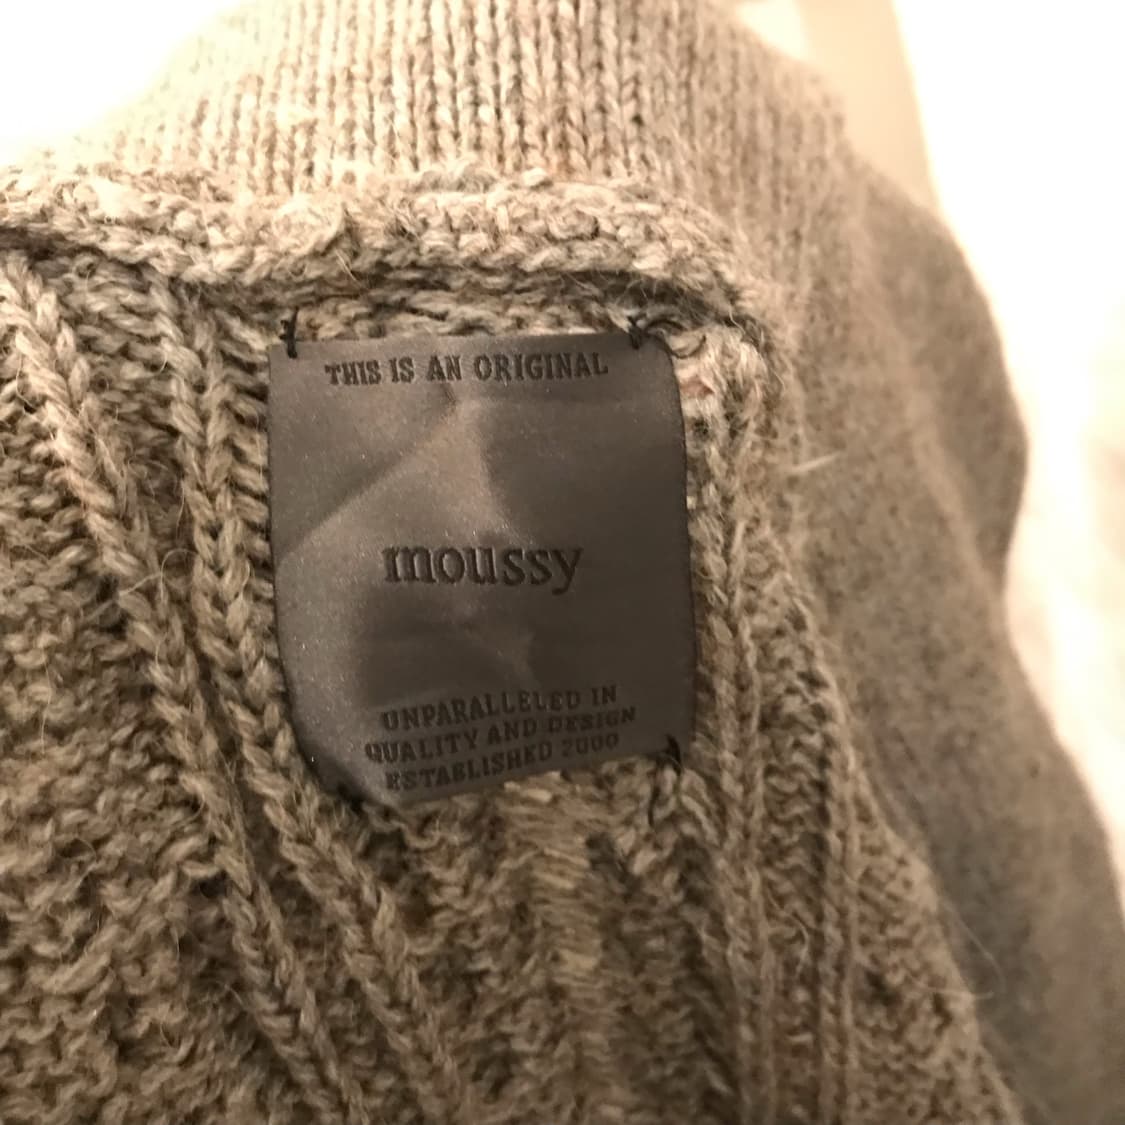 THIS IS AN ORIGINAL
moussy
UNPARALLELED IN
QUALITY AND DESIGN
ESTABLISHED 2000